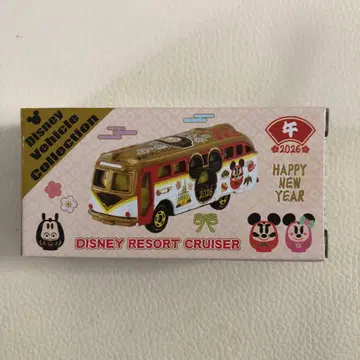 Disney
Vehicle
Collection
午
2026
HAPPY
NEW
YEAR
DISNEY RESORT CRUISER